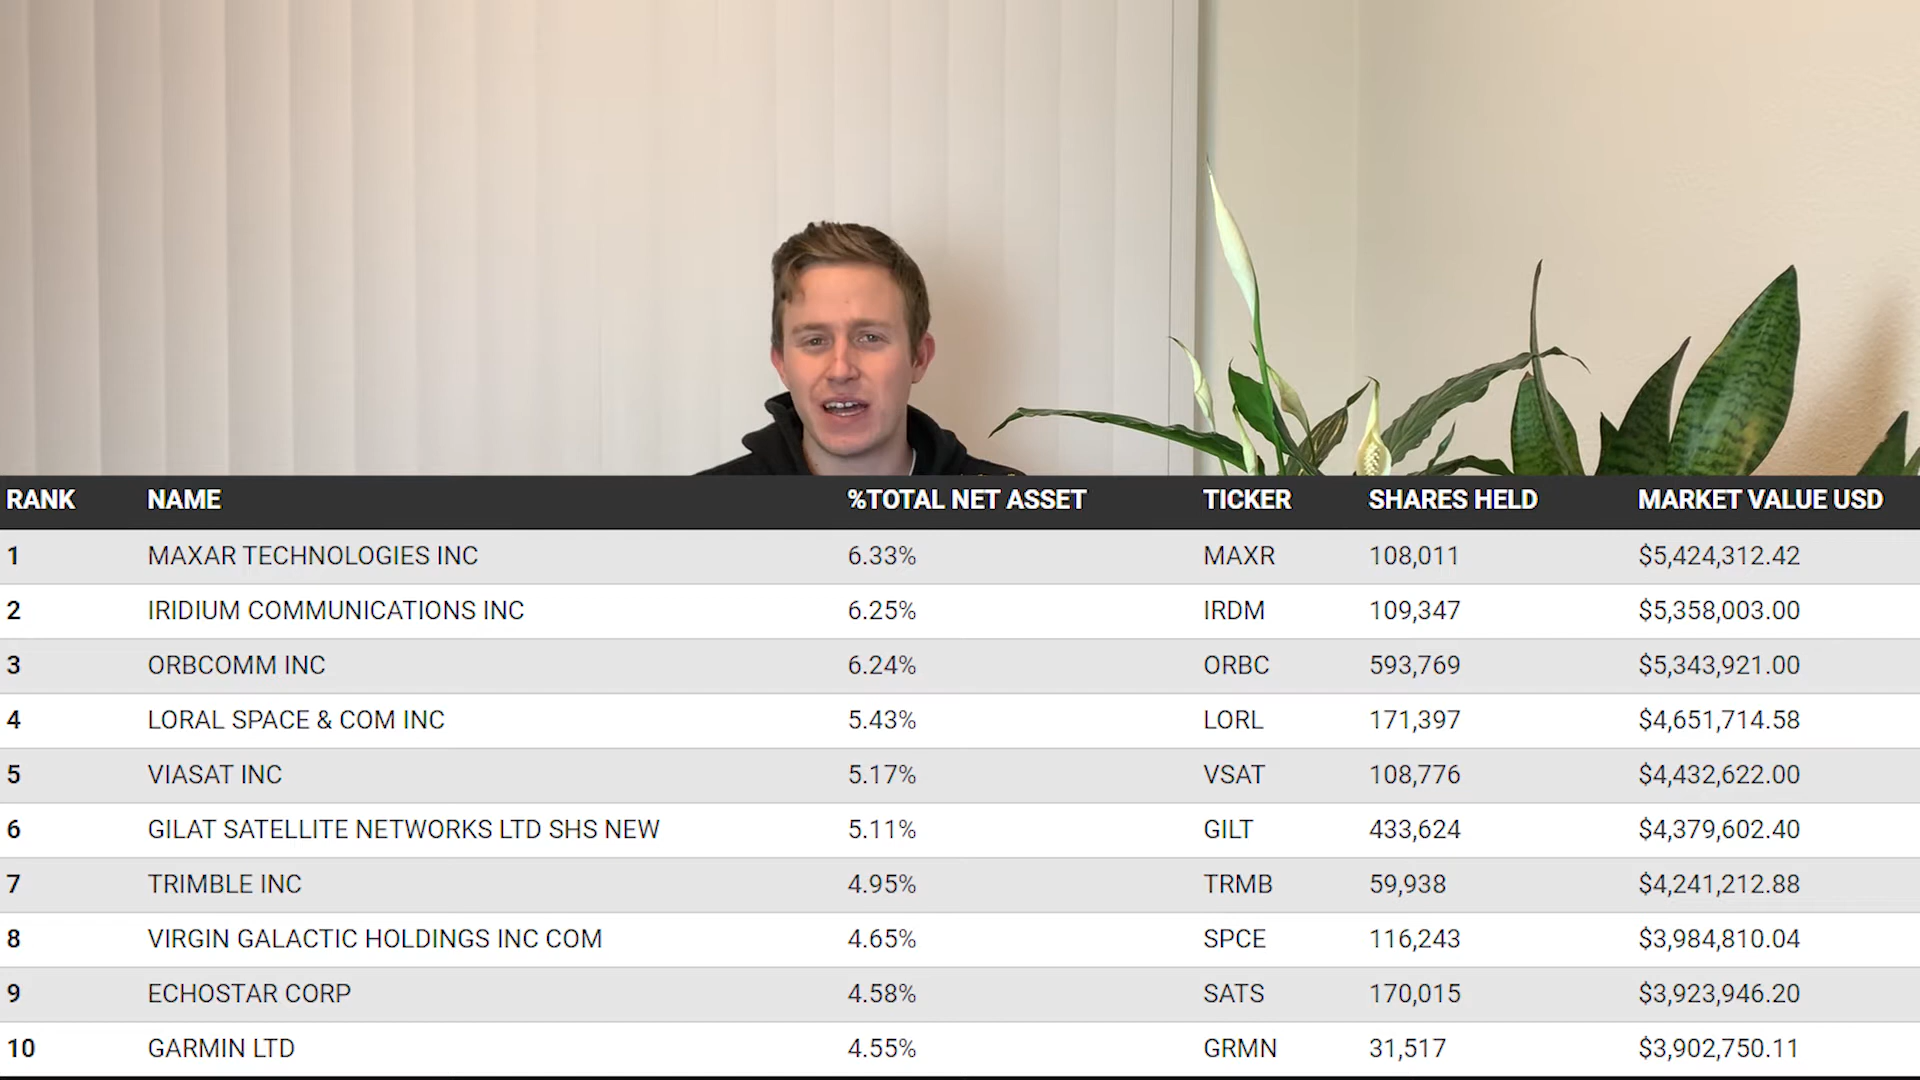 RANK NAME %TOTAL NET ASSET TICKER SHARES HELD MARKET VALUE USD
1 MAXAR TECHNOLOGIES INC 6.33% MAXR 108,011 $5,424,312.42
2 IRIDIUM COMMUNICATIONS INC 6.25% IRDM 109,347 $5,358,003.00
3 ORBCOMM INC 6.24% ORBC 593,769 $5,343,921.00
4 LORAL SPACE & COM INC 5.43% LORL 171,397 $4,651,714.58
5 VIASAT INC 5.17% VSAT 108,776 $4,432,622.00
6 GILAT SATELLITE NETWORKS LTD SHS NEW 5.11% GILT 433,624 $4,379,602.40
7 TRIMBLE INC 4.95% TRMB 59,938 $4,241,212.88
8 VIRGIN GALACTIC HOLDINGS INC COM 4.65% SPCE 116,243 $3,984,810.04
9 ECHOSTAR CORP 4.58% SATS 170,015 $3,923,946.20
10 GARMIN LTD 4.55% GRMN 31,517 $3,902,750.11